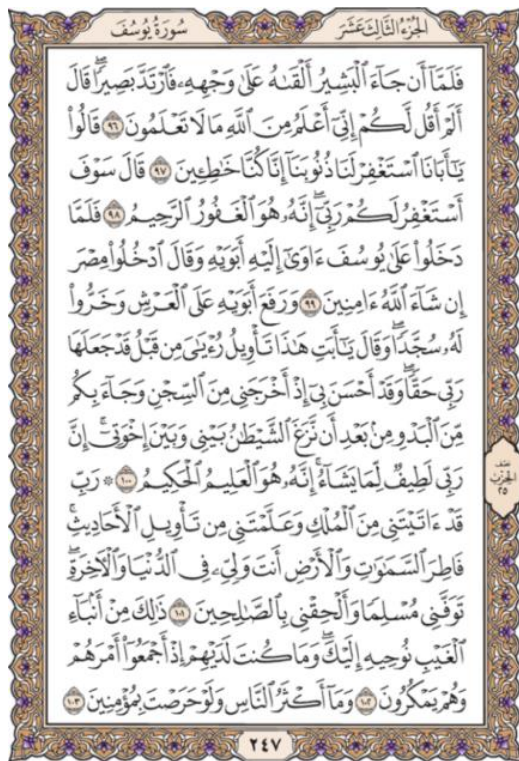 الجزء الثالث عشر
سورة يوسف
فَلَمَّآ أَن جَآءَ ٱلْبَشِيرُ أَلْقَىٰهُ عَلَىٰ وَجْهِهِۦ فَٱرْتَدَّ بَصِيرًۭا ۖ قَالَ
أَلَمْ أَقُل لَّكُمْ إِنِّىٓ أَعْلَمُ مِنَ ٱللَّهِ مَا لَا تَعْلَمُونَ ٩٦ قَالُوا۟
يَـٰٓأَبَانَا ٱسْتَغْفِرْ لَنَا ذُنُوبَنَآ إِنَّا كُنَّا خَـٰطِـِٔينَ ٩٧ قَالَ سَوْفَ
أَسْتَغْفِرُ لَكُمْ رَبِّىٓ ۖ إِنَّهُۥ هُوَ ٱلْغَفُورُ ٱلرَّحِيمُ ٩٨ فَلَمَّا
دَخَلُوا۟ عَلَىٰ يُوسُفَ ءَاوَىٰٓ إِلَيْهِ أَبَوَيْهِ وَقَالَ ٱدْخُلُوا۟ مِصْرَ
إِن شَآءَ ٱللَّهُ ءَامِنِينَ ٩٩ وَرَفَعَ أَبَوَيْهِ عَلَى ٱلْعَرْشِ وَخَرُّوا۟
لَهُۥ سُجَّدًۭا ۖ وَقَالَ يَـٰٓأَبَتِ هَـٰذَا تَأْوِيلُ رُءْيَـٰىَ مِن قَبْلُ قَدْ جَعَلَهَا
رَبِّى حَقًّۭا ۖ وَقَدْ أَحْسَنَ بِىٓ إِذْ أَخْرَجَنِى مِنَ ٱلسِّجْنِ وَجَآءَ بِكُم
مِّنَ ٱلْبَدْوِ مِنۢ بَعْدِ أَن نَّزَغَ ٱلشَّيْطَـٰنُ بَيْنِى وَبَيْنَ إِخْوَتِىٓ ۚ إِنَّ
رَبِّى لَطِيفٌۭ لِّمَا يَشَآءُ ۚ إِنَّهُۥ هُوَ ٱلْعَلِيمُ ٱلْحَكِيمُ ١٠٠ ۞ رَبِّ
قَدْ ءَاتَيْتَنِى مِنَ ٱلْمُلْكِ وَعَلَّمْتَنِى مِن تَأْوِيلِ ٱلْأَحَادِيثِ ۚ
فَاطِرَ ٱلسَّمَـٰوَٰتِ وَٱلْأَرْضِ أَنتَ وَلِىِّۦ فِى ٱلدُّنْيَا وَٱلْـَٔاخِرَةِ ۖ
تَوَفَّنِى مُسْلِمًۭا وَأَلْحِقْنِى بِٱلصَّـٰلِحِينَ ١٠١ ذَٰلِكَ مِنْ أَنۢبَآءِ
ٱلْغَيْبِ نُوحِيهِ إِلَيْكَ ۖ وَمَا كُنتَ لَدَيْهِمْ إِذْ أَجْمَعُوٓا۟ أَمْرَهُمْ
وَهُمْ يَمْكُرُونَ ١٠٢ وَمَآ أَكْثَرُ ٱلنَّاسِ وَلَوْ حَرَصْتَ بِمُؤْمِنِينَ ١٠٣
نصف
الحزب
٢٥
٢٤٧